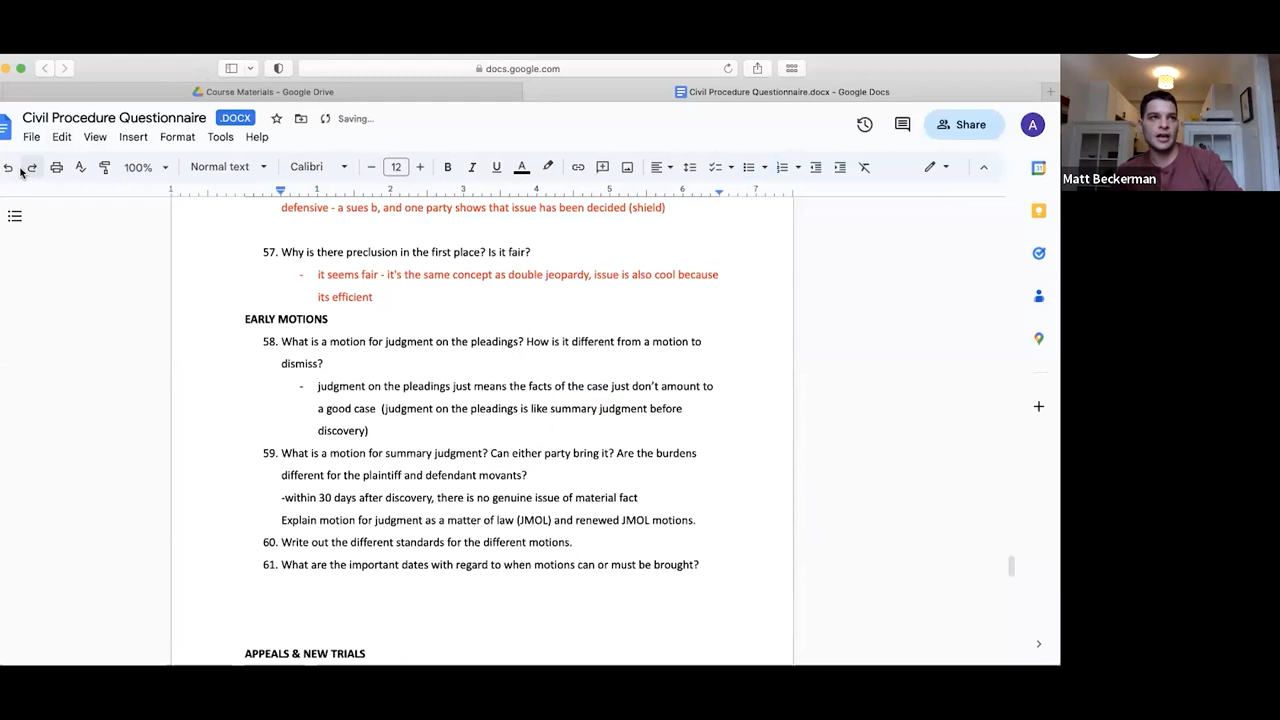 docs.google.com
Course Materials – Google Drive
Civil Procedure Questionnaire.docx - Google Docs
Civil Procedure Questionnaire
.DOCX
Saving...
File Edit View Insert Format Tools Help
Share
A
100%
Normal text
Calibri
12
B I U A
Matt Beckerman
1 1 2 3 4 5 6 7
defensive - a sues b, and one party shows that issue has been decided (shield)
57. Why is there preclusion in the first place? Is it fair?
- it seems fair - it's the same concept as double jeopardy, issue is also cool because
its efficient
EARLY MOTIONS
58. What is a motion for judgment on the pleadings? How is it different from a motion to
dismiss?
- judgment on the pleadings just means the facts of the case just don't amount to
a good case (judgment on the pleadings is like summary judgment before
discovery)
59. What is a motion for summary judgment? Can either party bring it? Are the burdens
different for the plaintiff and defendant movants?
-within 30 days after discovery, there is no genuine issue of material fact
Explain motion for judgment as a matter of law (JMOL) and renewed JMOL motions.
60. Write out the different standards for the different motions.
61. What are the important dates with regard to when motions can or must be brought?
APPEALS & NEW TRIALS